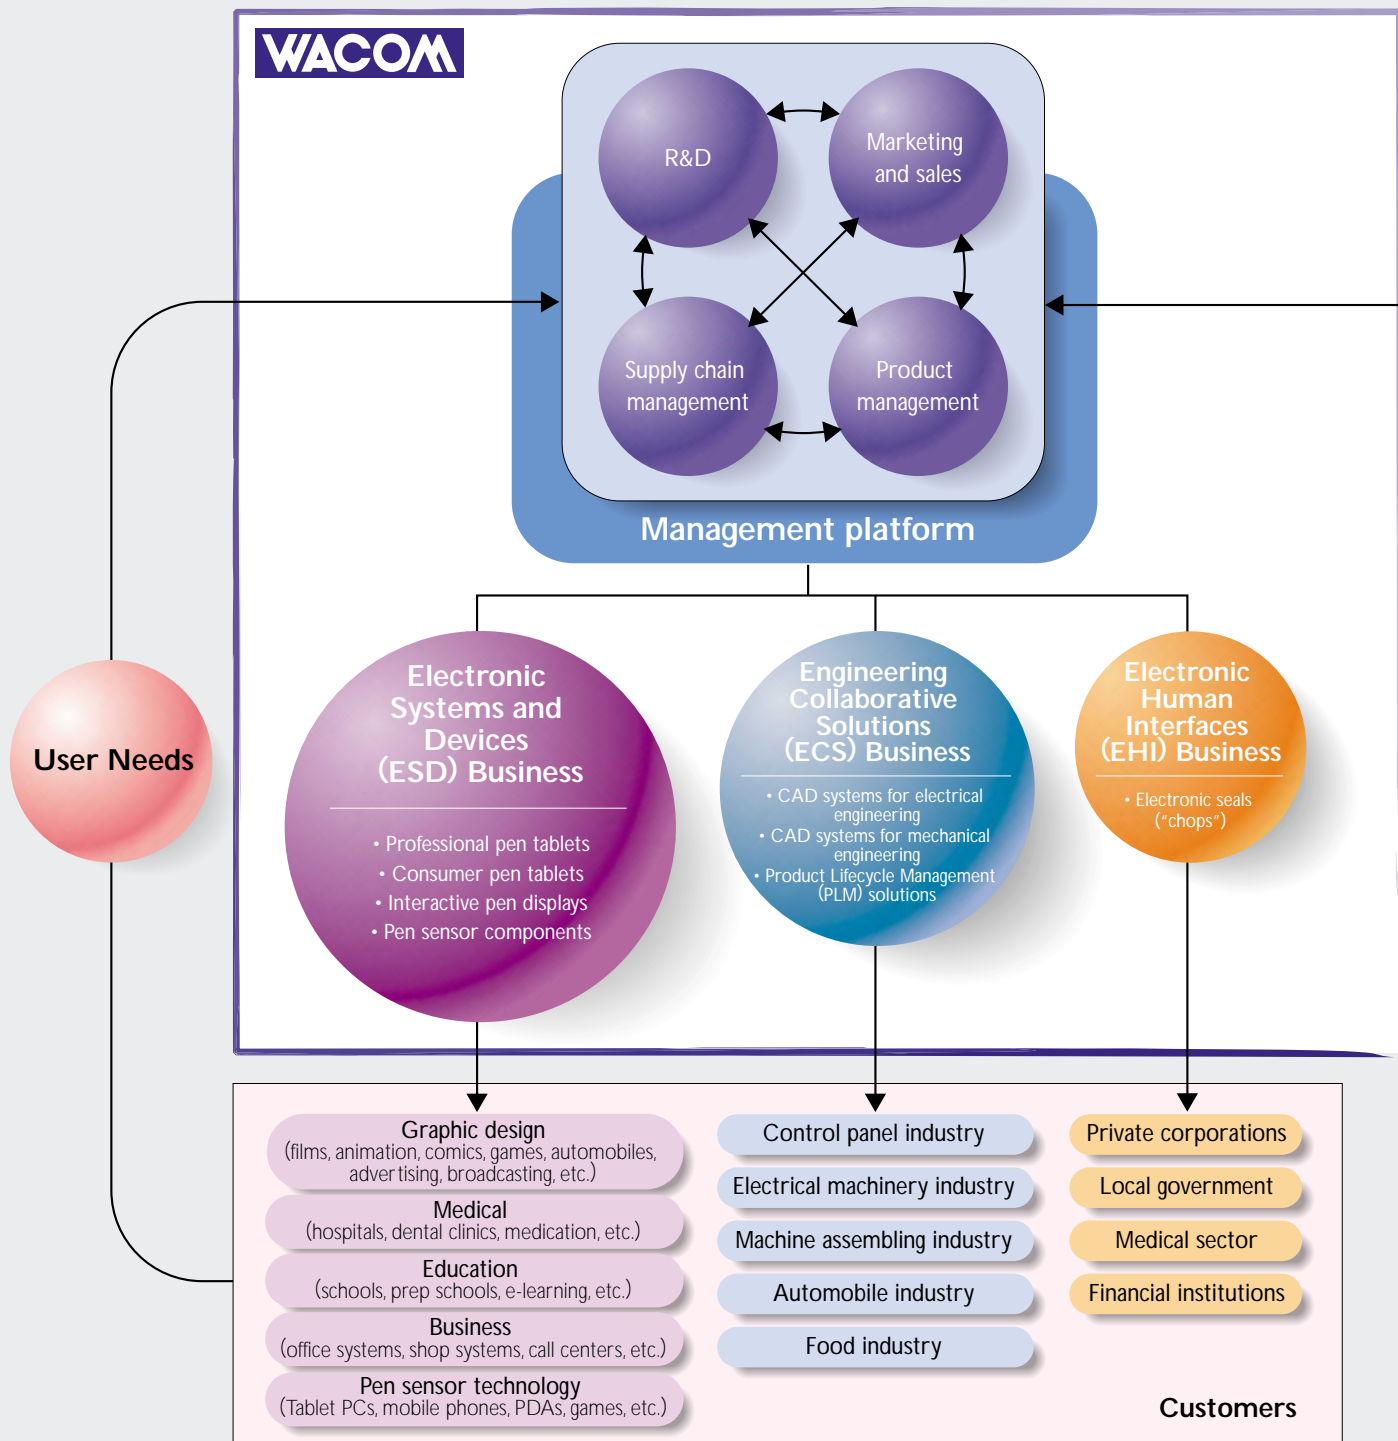 WACOM
R&D
Marketing
and sales
Supply chain
management
Product
management
Management platform
User Needs
Electronic
Systems and
Devices
(ESD) Business
• Professional pen tablets
• Consumer pen tablets
• Interactive pen displays
• Pen sensor components
Engineering
Collaborative
Solutions
(ECS) Business
• CAD systems for electrical
engineering
• CAD systems for mechanical
engineering
• Product Lifecycle Management
(PLM) solutions
Electronic
Human
Interfaces
(EHI) Business
• Electronic seals
("chops")
Graphic design
(films, animation, comics, games, automobiles,
advertising, broadcasting, etc.)
Medical
(hospitals, dental clinics, medication, etc.)
Education
(schools, prep schools, e-learning, etc.)
Business
(office systems, shop systems, call centers, etc.)
Pen sensor technology
(Tablet PCs, mobile phones, PDAs, games, etc.)
Control panel industry
Electrical machinery industry
Machine assembling industry
Automobile industry
Food industry
Private corporations
Local government
Medical sector
Financial institutions
Customers